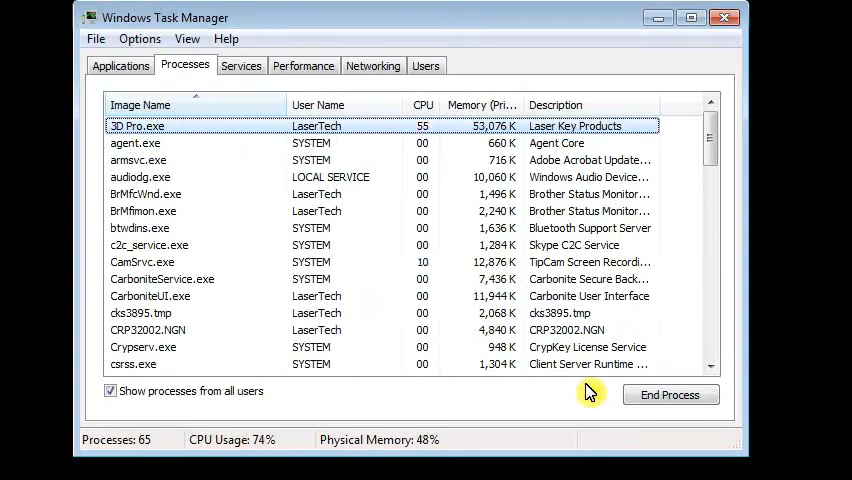 Windows Task Manager
File Options View Help
Applications Processes Services Performance Networking Users
Image Name User Name CPU Memory (Pri... Description
3D Pro.exe LaserTech 55 53,076 K Laser Key Products
agent.exe SYSTEM 00 660 K Agent Core
armsvc.exe SYSTEM 00 716 K Adobe Acrobat Update...
audiodg.exe LOCAL SERVICE 00 10,060 K Windows Audio Device...
BrMfcWnd.exe LaserTech 00 1,496 K Brother Status Monitor...
BrMfimon.exe LaserTech 00 2,240 K Brother Status Monitor...
btwdins.exe SYSTEM 00 1,636 K Bluetooth Support Server
c2c_service.exe SYSTEM 00 1,284 K Skype C2C Service
CamSrvc.exe SYSTEM 10 12,876 K TipCam Screen Recordi...
CarboniteService.exe SYSTEM 00 7,436 K Carbonite Secure Back...
CarboniteUI.exe LaserTech 00 11,944 K Carbonite User Interface
cks3895.tmp LaserTech 00 2,068 K cks3895.tmp
CRP32002.NGN LaserTech 00 4,840 K CRP32002.NGN
Crypserv.exe SYSTEM 00 948 K CrypKey License Service
csrss.exe SYSTEM 00 1,304 K Client Server Runtime ...
Show processes from all users End Process
Processes: 65 CPU Usage: 74% Physical Memory: 48%